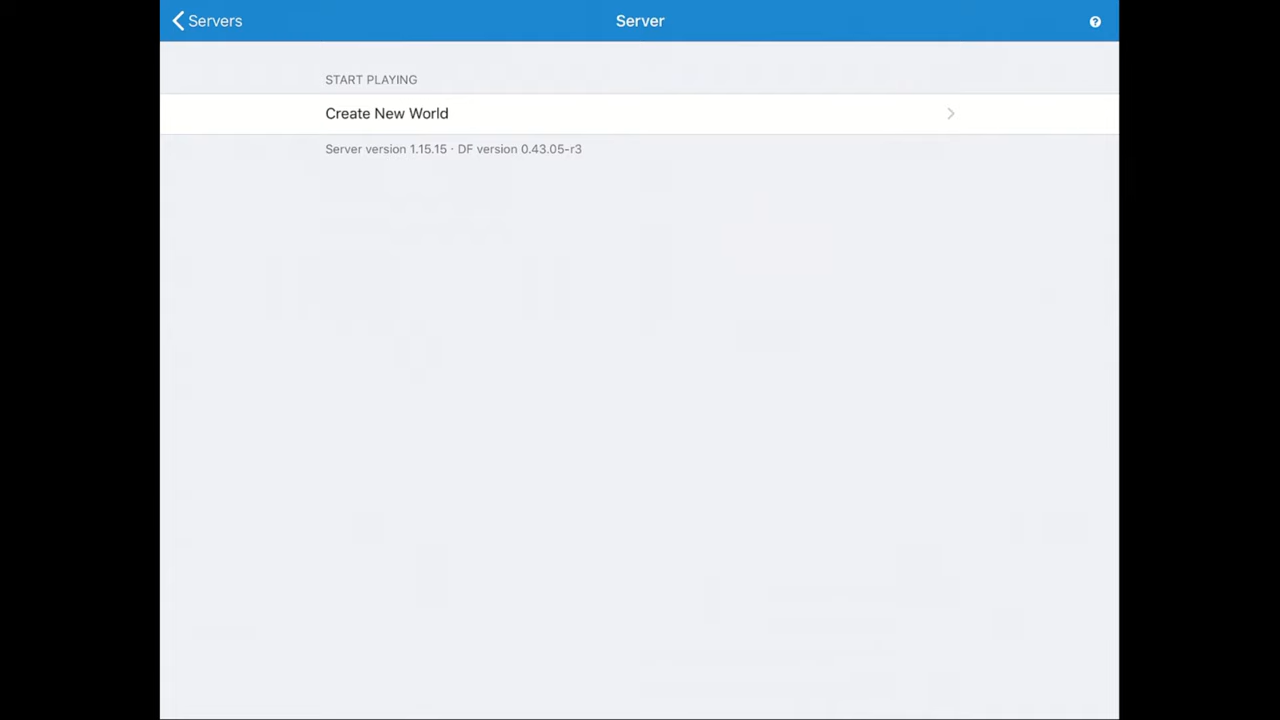 Servers
Server
START PLAYING
Create New World
Server version 1.15.15 · DF version 0.43.05-r3